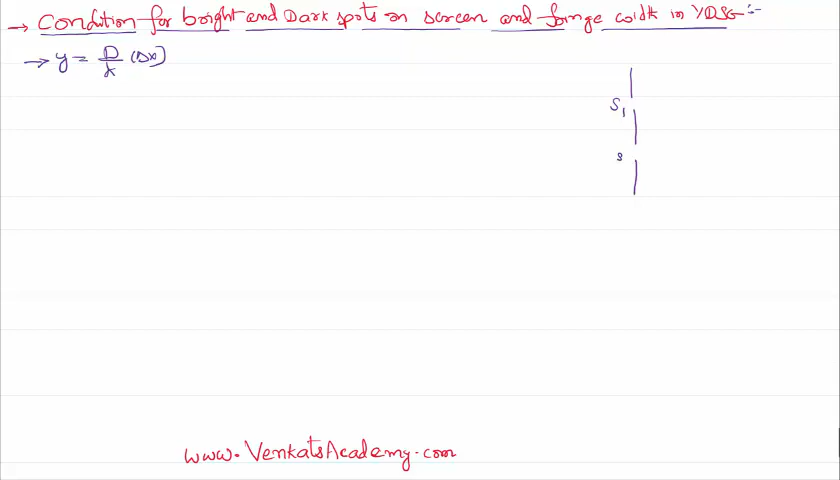 → Condition for bright and Dark spots on screen and fringe width in YDSE :-
→ y = D/d (Δx)
S₁
s
www.VenkatsAcademy.com